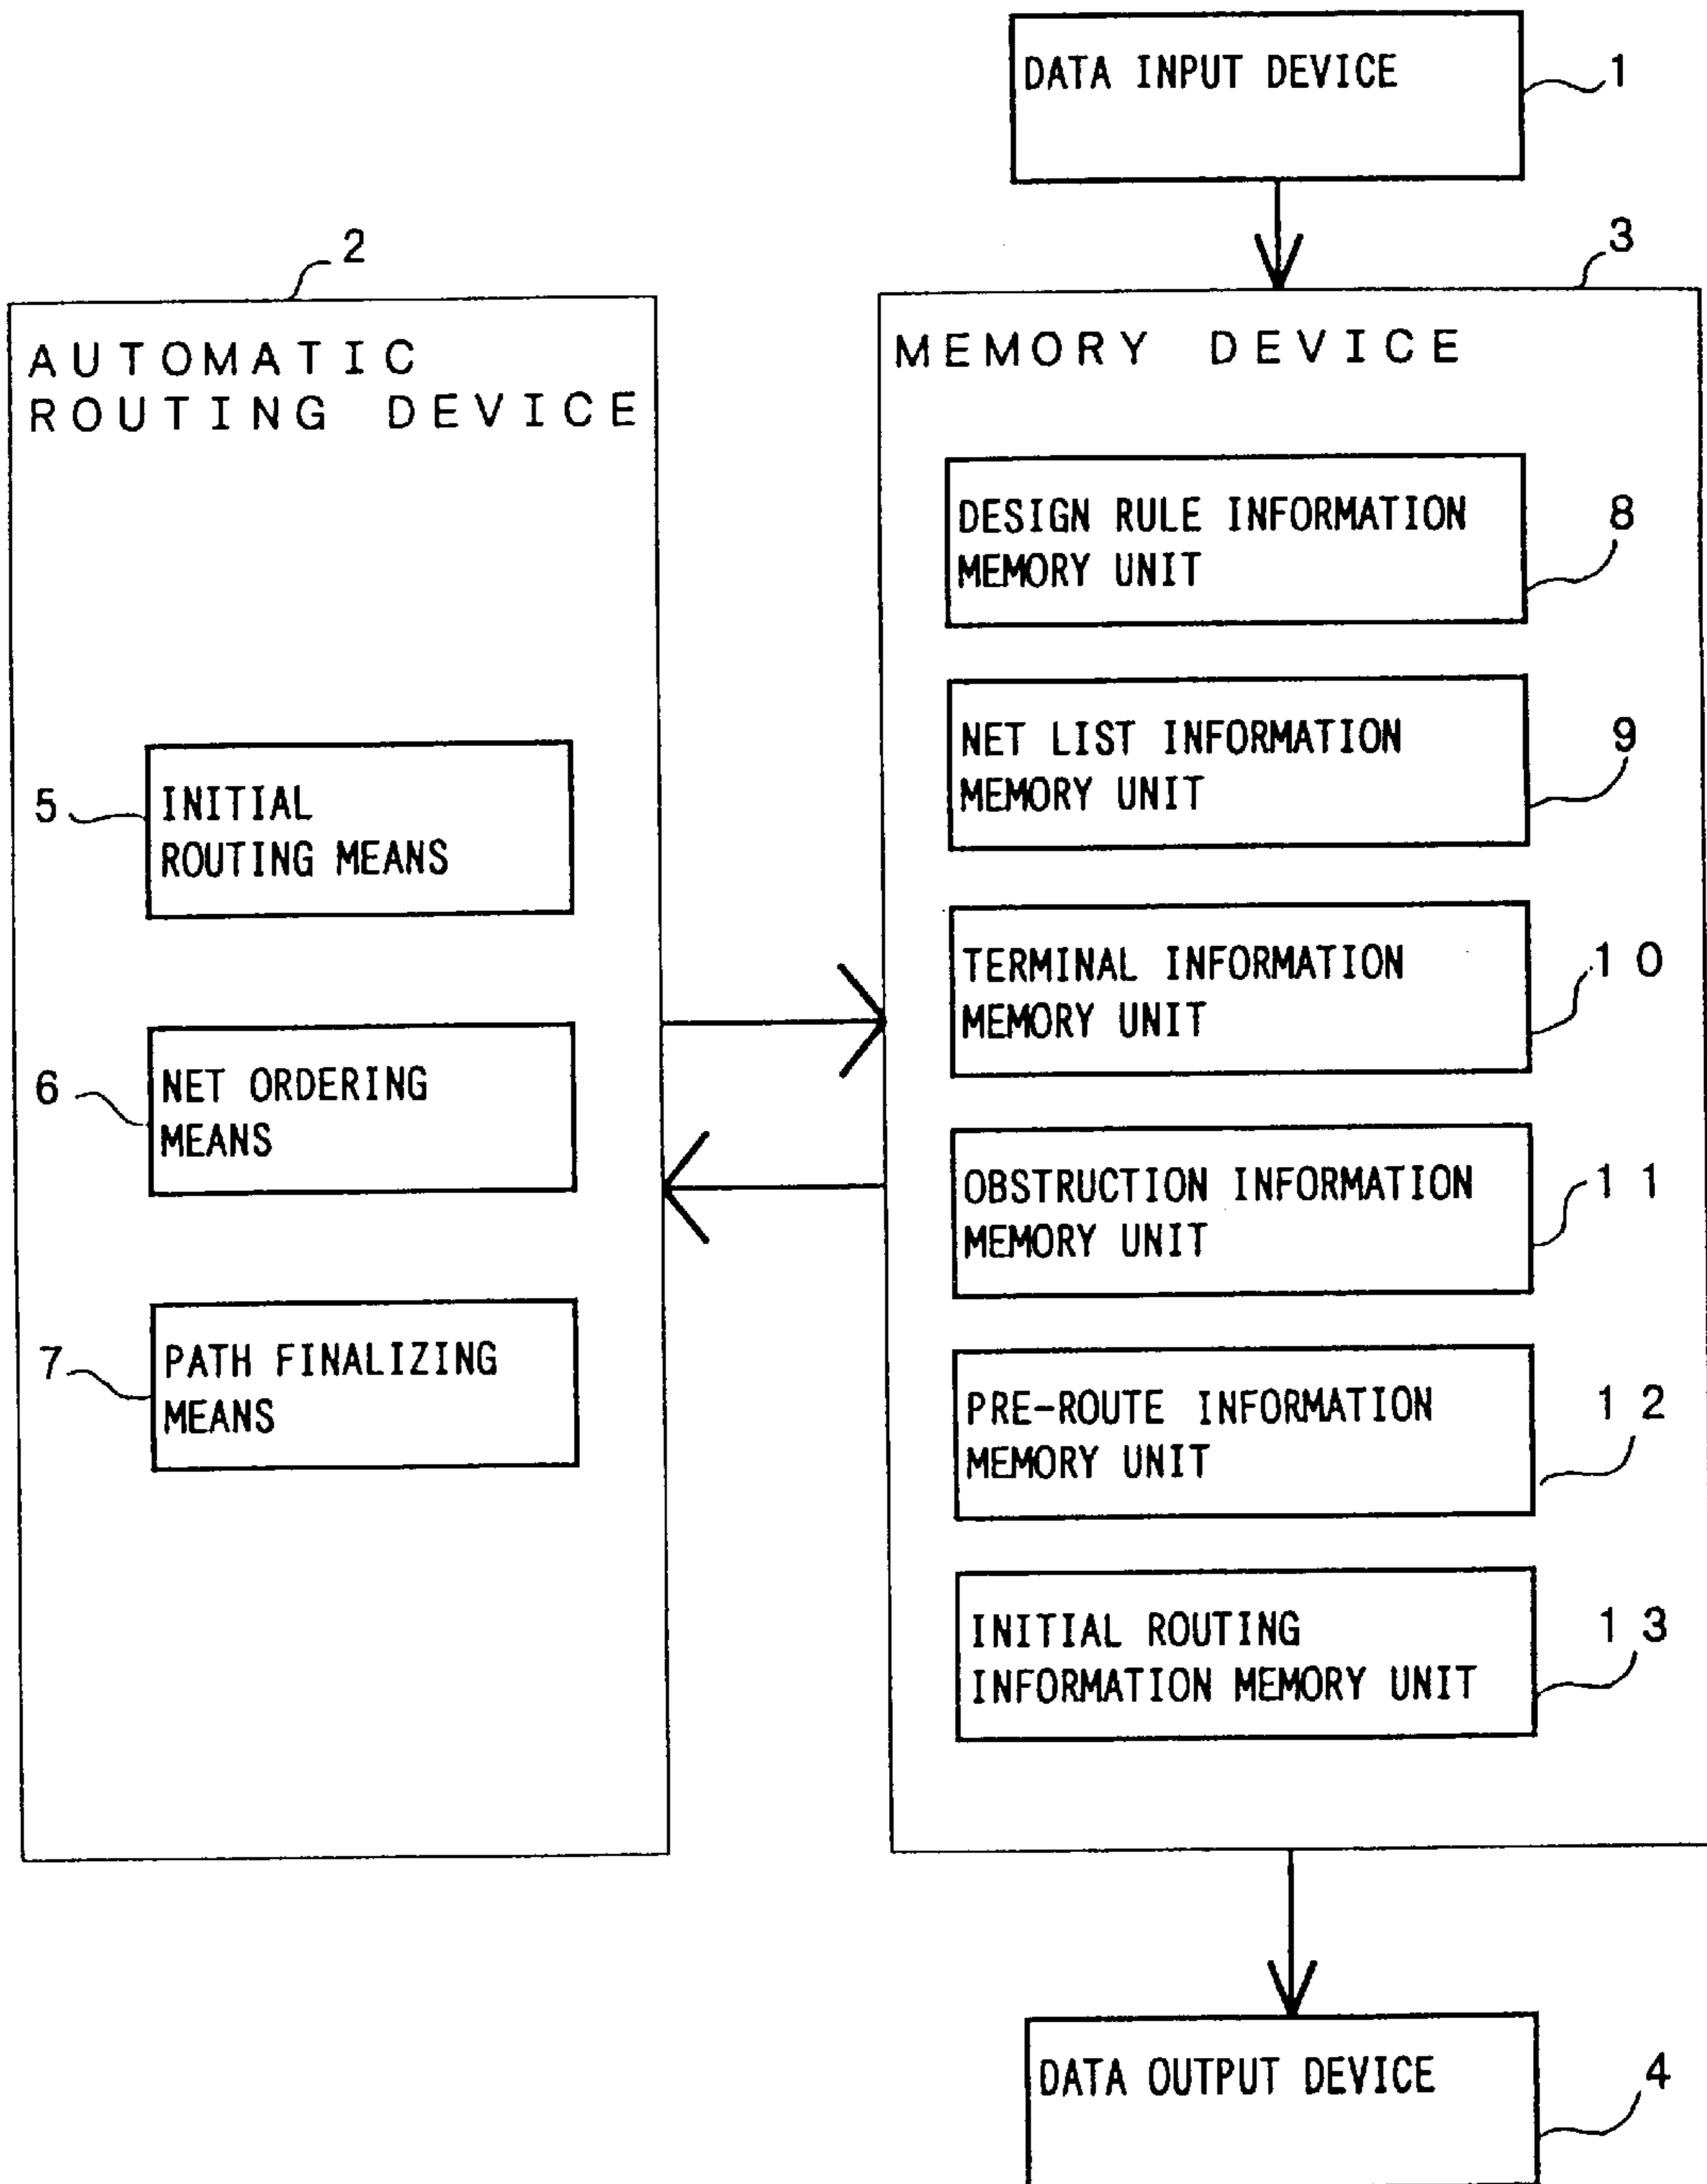 DATA INPUT DEVICE
1
2
3
AUTOMATIC
ROUTING DEVICE
MEMORY DEVICE
DESIGN RULE INFORMATION
MEMORY UNIT
8
NET LIST INFORMATION
MEMORY UNIT
9
5
INITIAL
ROUTING MEANS
TERMINAL INFORMATION
MEMORY UNIT
10
6
NET ORDERING
MEANS
OBSTRUCTION INFORMATION
MEMORY UNIT
11
7
PATH FINALIZING
MEANS
PRE-ROUTE INFORMATION
MEMORY UNIT
12
INITIAL ROUTING
INFORMATION MEMORY UNIT
13
DATA OUTPUT DEVICE
4